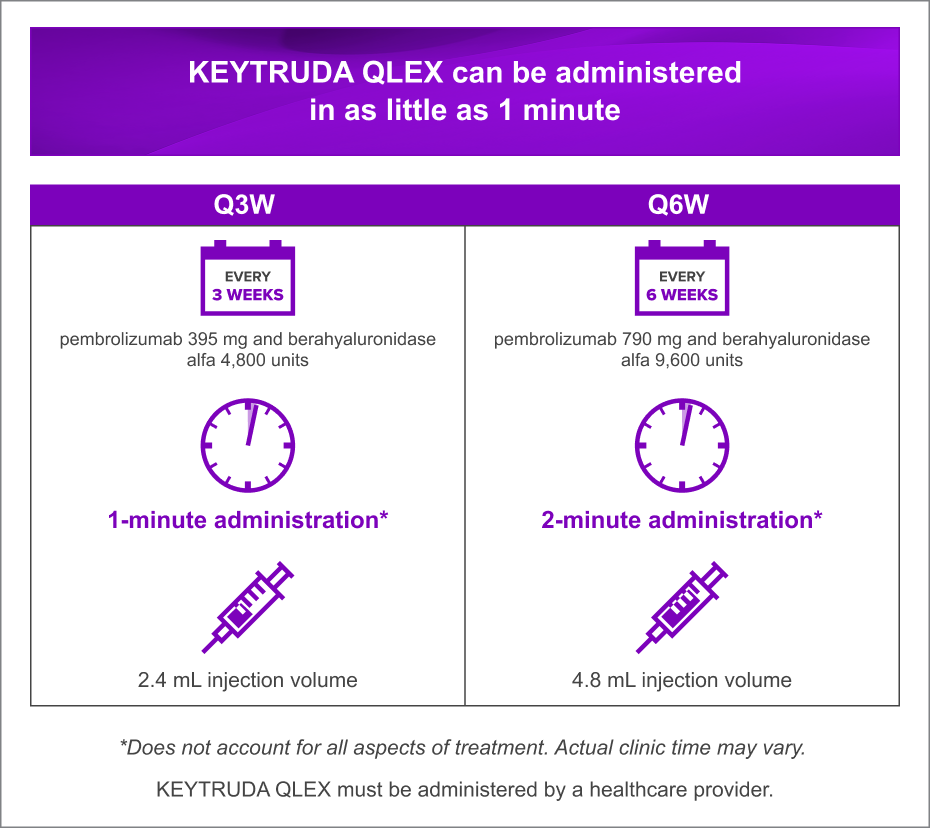 KEYTRUDA QLEX can be administered
in as little as 1 minute
Q3W
EVERY
3 WEEKS
pembrolizumab 395 mg and berahyaluronidase
alfa 4,800 units
1-minute administration*
2.4 mL injection volume
Q6W
EVERY
6 WEEKS
pembrolizumab 790 mg and berahyaluronidase
alfa 9,600 units
2-minute administration*
4.8 mL injection volume
*Does not account for all aspects of treatment. Actual clinic time may vary.
KEYTRUDA QLEX must be administered by a healthcare provider.